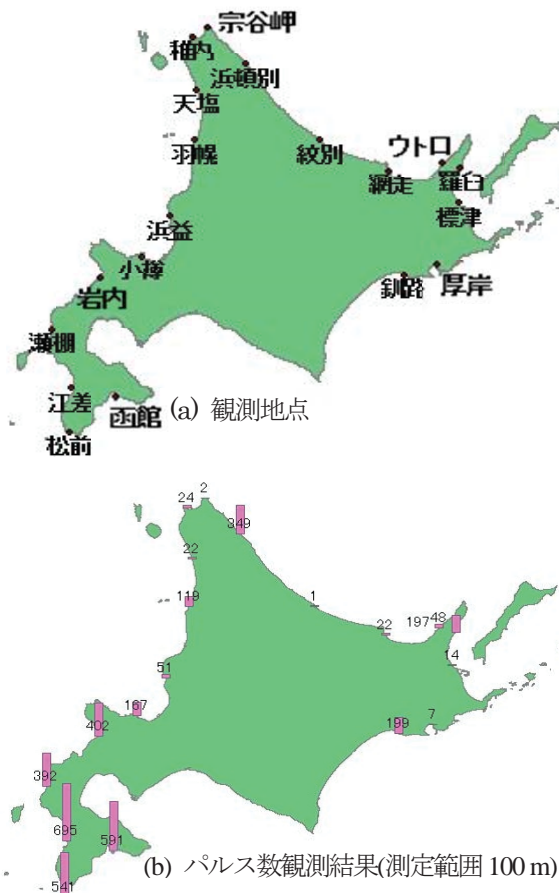 宗谷岬
稚内
浜頓別
天塩
羽幌
紋別
ウトロ
網走
羅臼
標津
浜益
小樽
岩内
釧路
厚岸
瀬棚
江差
函館
松前
(a) 観測地点
2
24
349
22
119
1
22
197
48
14
51
167
402
199
7
392
695
591
541
(b) パルス数観測結果(測定範囲 100 m)